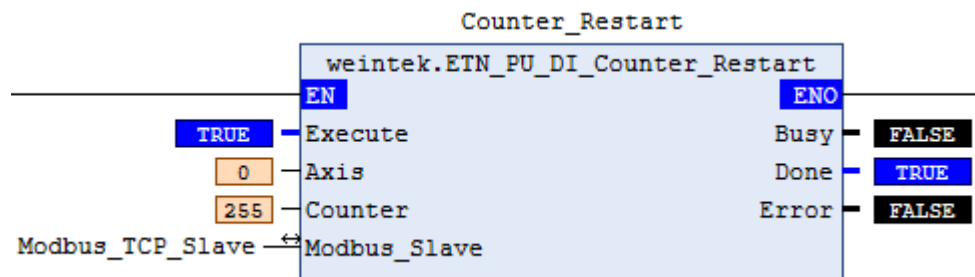 Counter_Restart
weintek.ETN_PU_DI_Counter_Restart
EN ENO
TRUE Execute Busy FALSE
0 Axis Done TRUE
255 Counter Error FALSE
Modbus_TCP_Slave Modbus_Slave